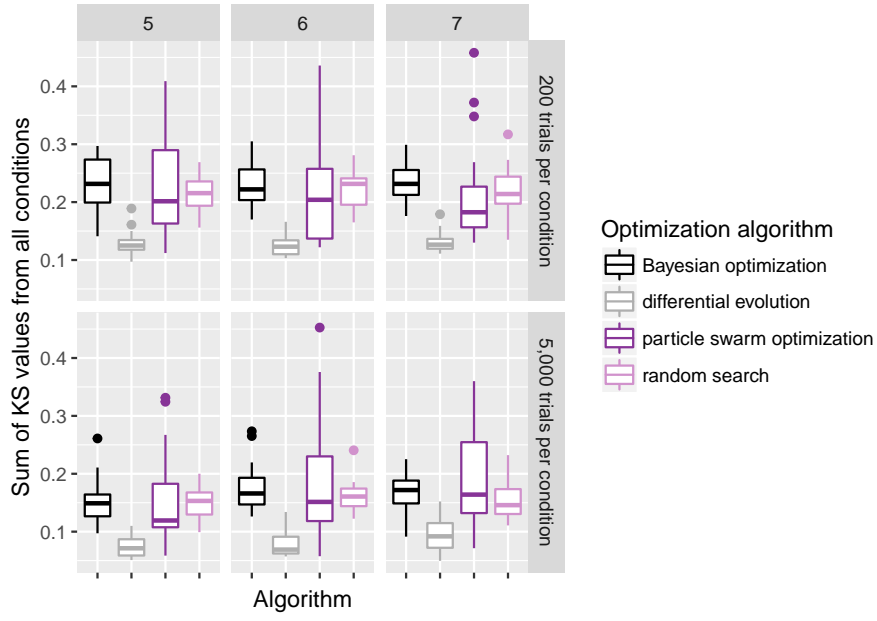 5
6
7
Sum of KS values from all conditions
0.4
0.3
0.2
0.1
200 trials per condition
0.4
0.3
0.2
0.1
5,000 trials per condition
Algorithm
Optimization algorithm
Bayesian optimization
differential evolution
particle swarm optimization
random search